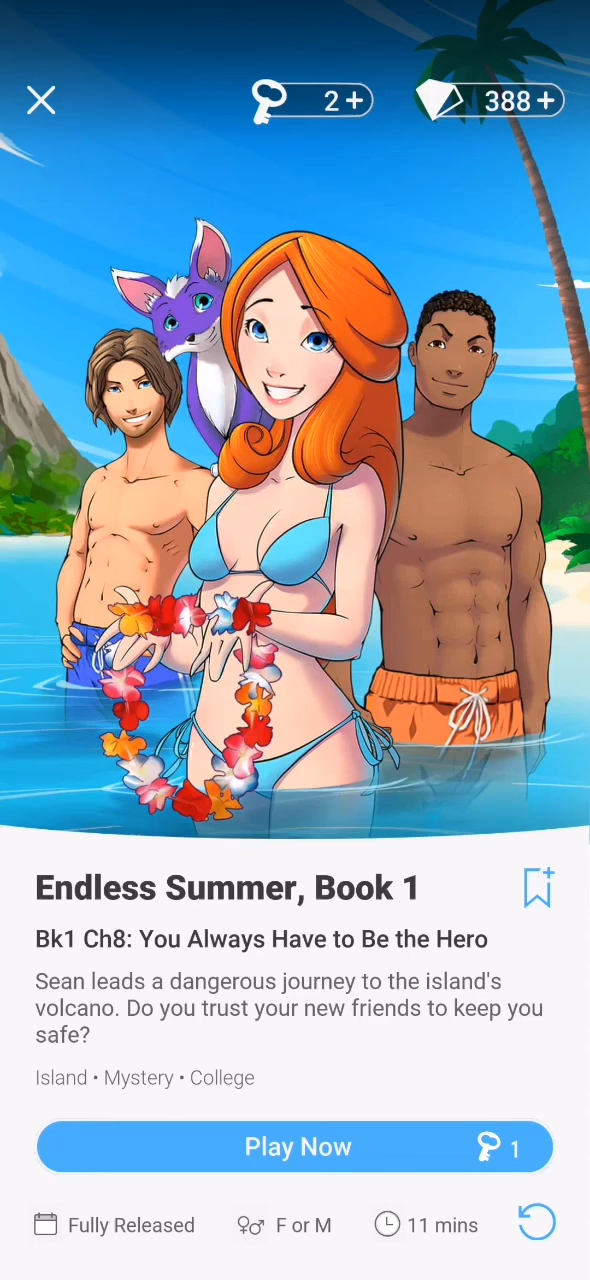 2 +
388 +
Endless Summer, Book 1
Bk1 Ch8: You Always Have to Be the Hero
Sean leads a dangerous journey to the island's
volcano. Do you trust your new friends to keep you
safe?
Island • Mystery • College
Play Now 1
Fully Released F or M 11 mins